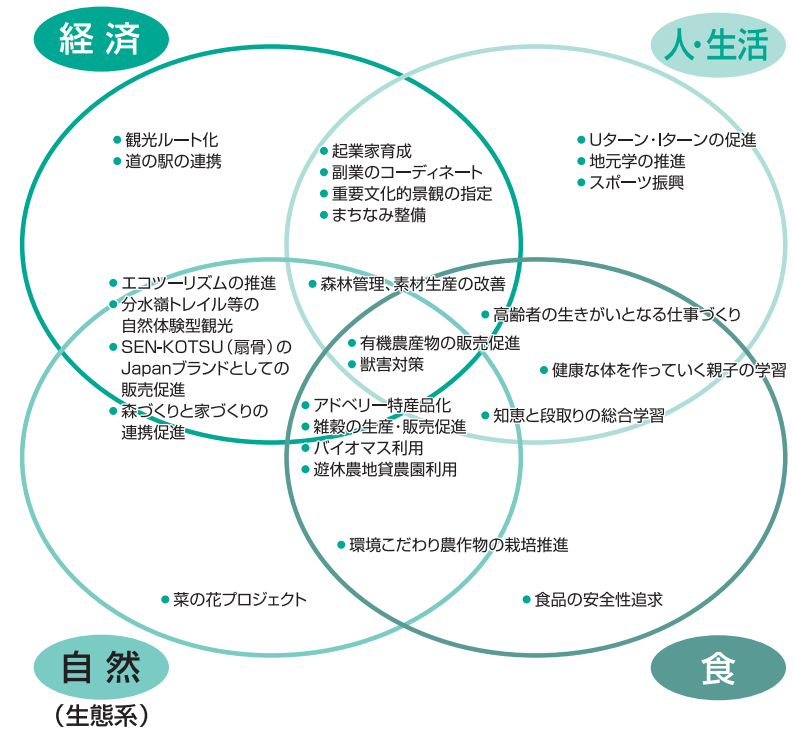 経済
人・生活
● 観光ルート化
● 道の駅の連携
● 起業家育成
● 副業のコーディネート
● 重要文化的景観の指定
● まちなみ整備
● Uターン・Iターンの促進
● 地元学の推進
● スポーツ振興
● エコツーリズムの推進
● 分水嶺トレイル等の
自然体験型観光
● SEN-KOTSU（扇骨）の
Japanブランドとしての
販売促進
● 森づくりと家づくりの
連携促進
● 森林管理、素材生産の改善
● 高齢者の生きがいとなる仕事づくり
● 有機農産物の販売促進
● 獣害対策
● 健康な体を作っていく親子の学習
● アドベリー特産品化
● 雑穀の生産・販売促進
● バイオマス利用
● 遊休農地貸農園利用
● 知恵と段取りの総合学習
● 環境こだわり農作物の栽培推進
● 菜の花プロジェクト
● 食品の安全性追求
自然
（生態系）
食